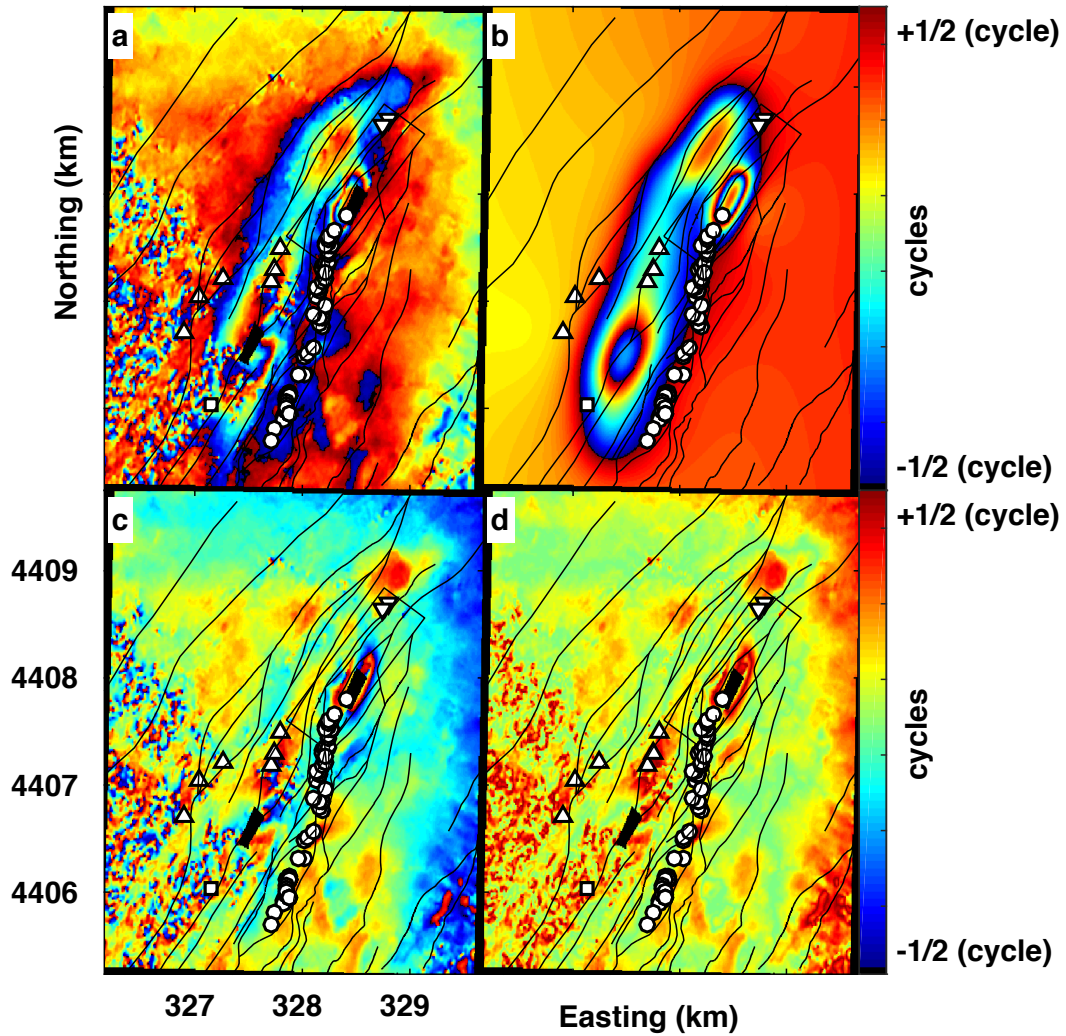 a
b
+1/2 (cycle)
Northing (km)
cycles
-1/2 (cycle)
c
d
+1/2 (cycle)
4409
4408
4407
4406
cycles
-1/2 (cycle)
327
328
329
Easting (km)